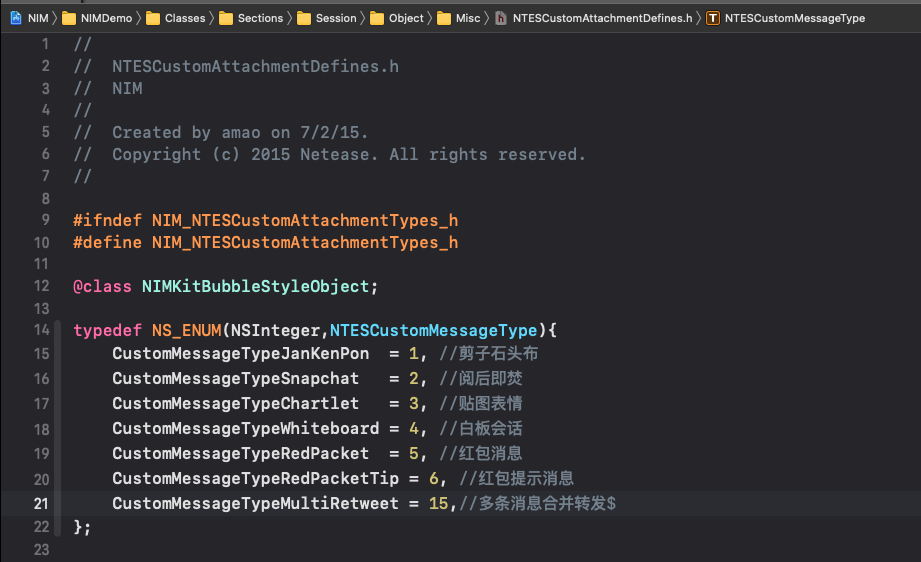 NIM 〉 NIMDemo 〉 Classes 〉 Sections 〉 Session 〉 Object 〉 Misc 〉 h NTESCustomAttachmentDefines.h 〉 T NTESCustomMessageType
1 //
2 //  NTESCustomAttachmentDefines.h
3 //  NIM
4 //
5 //  Created by amao on 7/2/15.
6 //  Copyright (c) 2015 Netease. All rights reserved.
7 //
8
9 #ifndef NIM_NTESCustomAttachmentTypes_h
10 #define NIM_NTESCustomAttachmentTypes_h
11
12 @class NIMKitBubbleStyleObject;
13
14 typedef NS_ENUM(NSInteger,NTESCustomMessageType){
15     CustomMessageTypeJanKenPon  = 1, //剪子石头布
16     CustomMessageTypeSnapchat   = 2, //阅后即焚
17     CustomMessageTypeChartlet   = 3, //贴图表情
18     CustomMessageTypeWhiteboard = 4, //白板会话
19     CustomMessageTypeRedPacket  = 5, //红包消息
20     CustomMessageTypeRedPacketTip = 6, //红包提示消息
21     CustomMessageTypeMultiRetweet = 15,//多条消息合并转发$
22 };
23